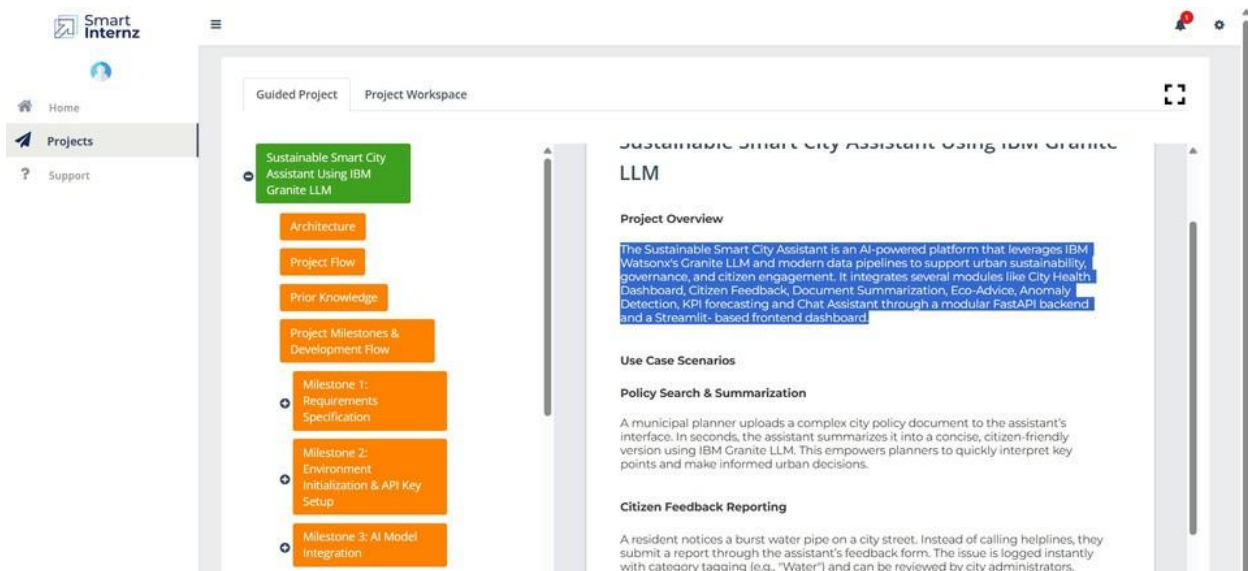 Smart
Internz
1
Home
Projects
? Support
Guided Project
Project Workspace
Sustainable Smart City
Assistant Using IBM
Granite LLM
Architecture
Project Flow
Prior Knowledge
Project Milestones &
Development Flow
Milestone 1:
Requirements
Specification
Milestone 2:
Environment
Initialization & API Key
Setup
Milestone 3: AI Model
Integration
Sustainable Smart City Assistant Using IBM Granite
LLM
Project Overview
The Sustainable Smart City Assistant is an AI-powered platform that leverages IBM
Watsonx's Granite LLM and modern data pipelines to support urban sustainability,
governance, and citizen engagement. It integrates several modules like City Health
Dashboard, Citizen Feedback, Document Summarization, Eco-Advice, Anomaly
Detection, KPI forecasting and Chat Assistant through a modular FastAPI backend
and a Streamlit- based frontend dashboard.
Use Case Scenarios
Policy Search & Summarization
A municipal planner uploads a complex city policy document to the assistant's
interface. In seconds, the assistant summarizes it into a concise, citizen-friendly
version using IBM Granite LLM. This empowers planners to quickly interpret key
points and make informed urban decisions.
Citizen Feedback Reporting
A resident notices a burst water pipe on a city street. Instead of calling helplines, they
submit a report through the assistant's feedback form. The issue is logged instantly
with category tagging (e.g., "Water") and can be reviewed by city administrators.